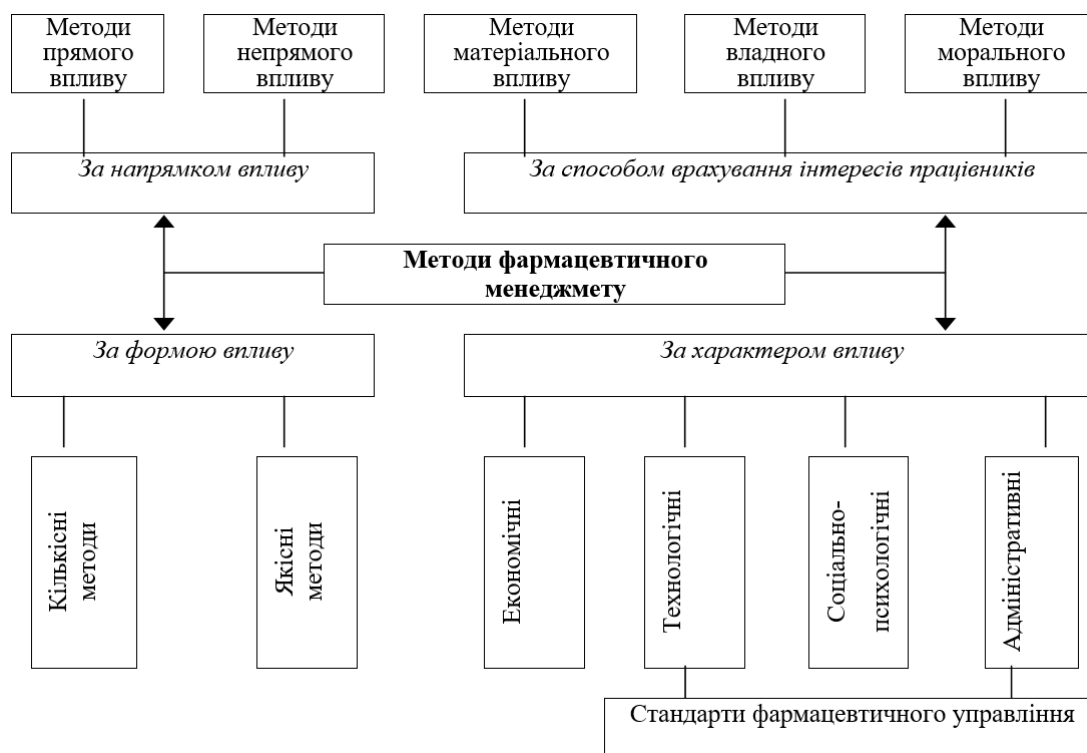 Методи
прямого
впливу
Методи
непрямого
впливу
Методи
матеріального
впливу
Методи
владного
впливу
Методи
морального
впливу
За напрямком впливу
За способом врахування інтересів працівників
Методи фармацевтичного
менеджмету
За формою впливу
За характером впливу
Кількісні
методи
Якісні
методи
Економічні
Технологічні
Соціально-
психологічні
Адміністративні
Стандарти фармацевтичного управління